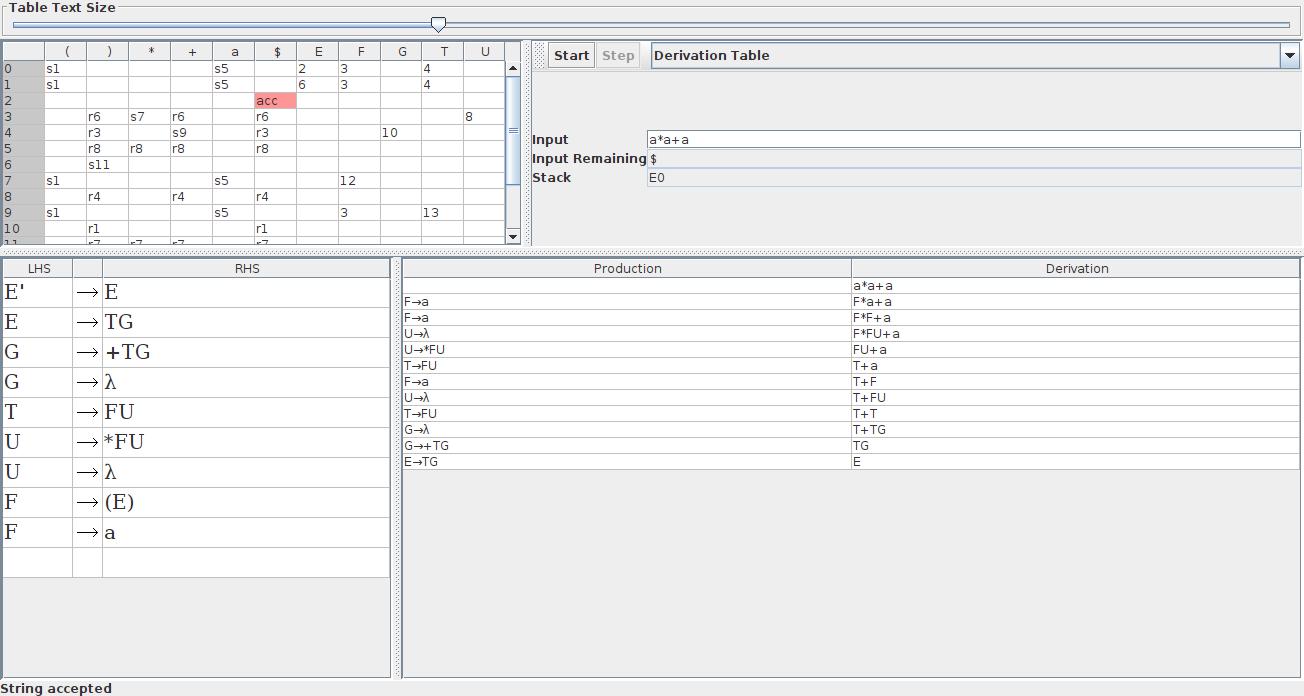 Table Text Size
( ) * + a $ E F G T U
0 s1 s5 2 3 4
1 s1 s5 6 3 4
2 acc
3 r6 s7 r6 r6 8
4 r3 s9 r3 10
5 r8 r8 r8 r8
6 s11
7 s1 s5 12
8 r4 r4 r4
9 s1 s5 3 13
10 r1 r1
11 r7 r7 r7 r7
Start Step Derivation Table
Input a*a+a
Input Remaining $
Stack E0
LHS RHS
E' → E
E → TG
G → +TG
G → λ
T → FU
U → *FU
U → λ
F → (E)
F → a
Production Derivation
a*a+a
F→a F*a+a
F→a F*F+a
U→λ F*FU+a
U→*FU FU+a
T→FU T+a
F→a T+F
U→λ T+FU
T→FU T+T
G→λ T+TG
G→+TG TG
E→TG E
String accepted